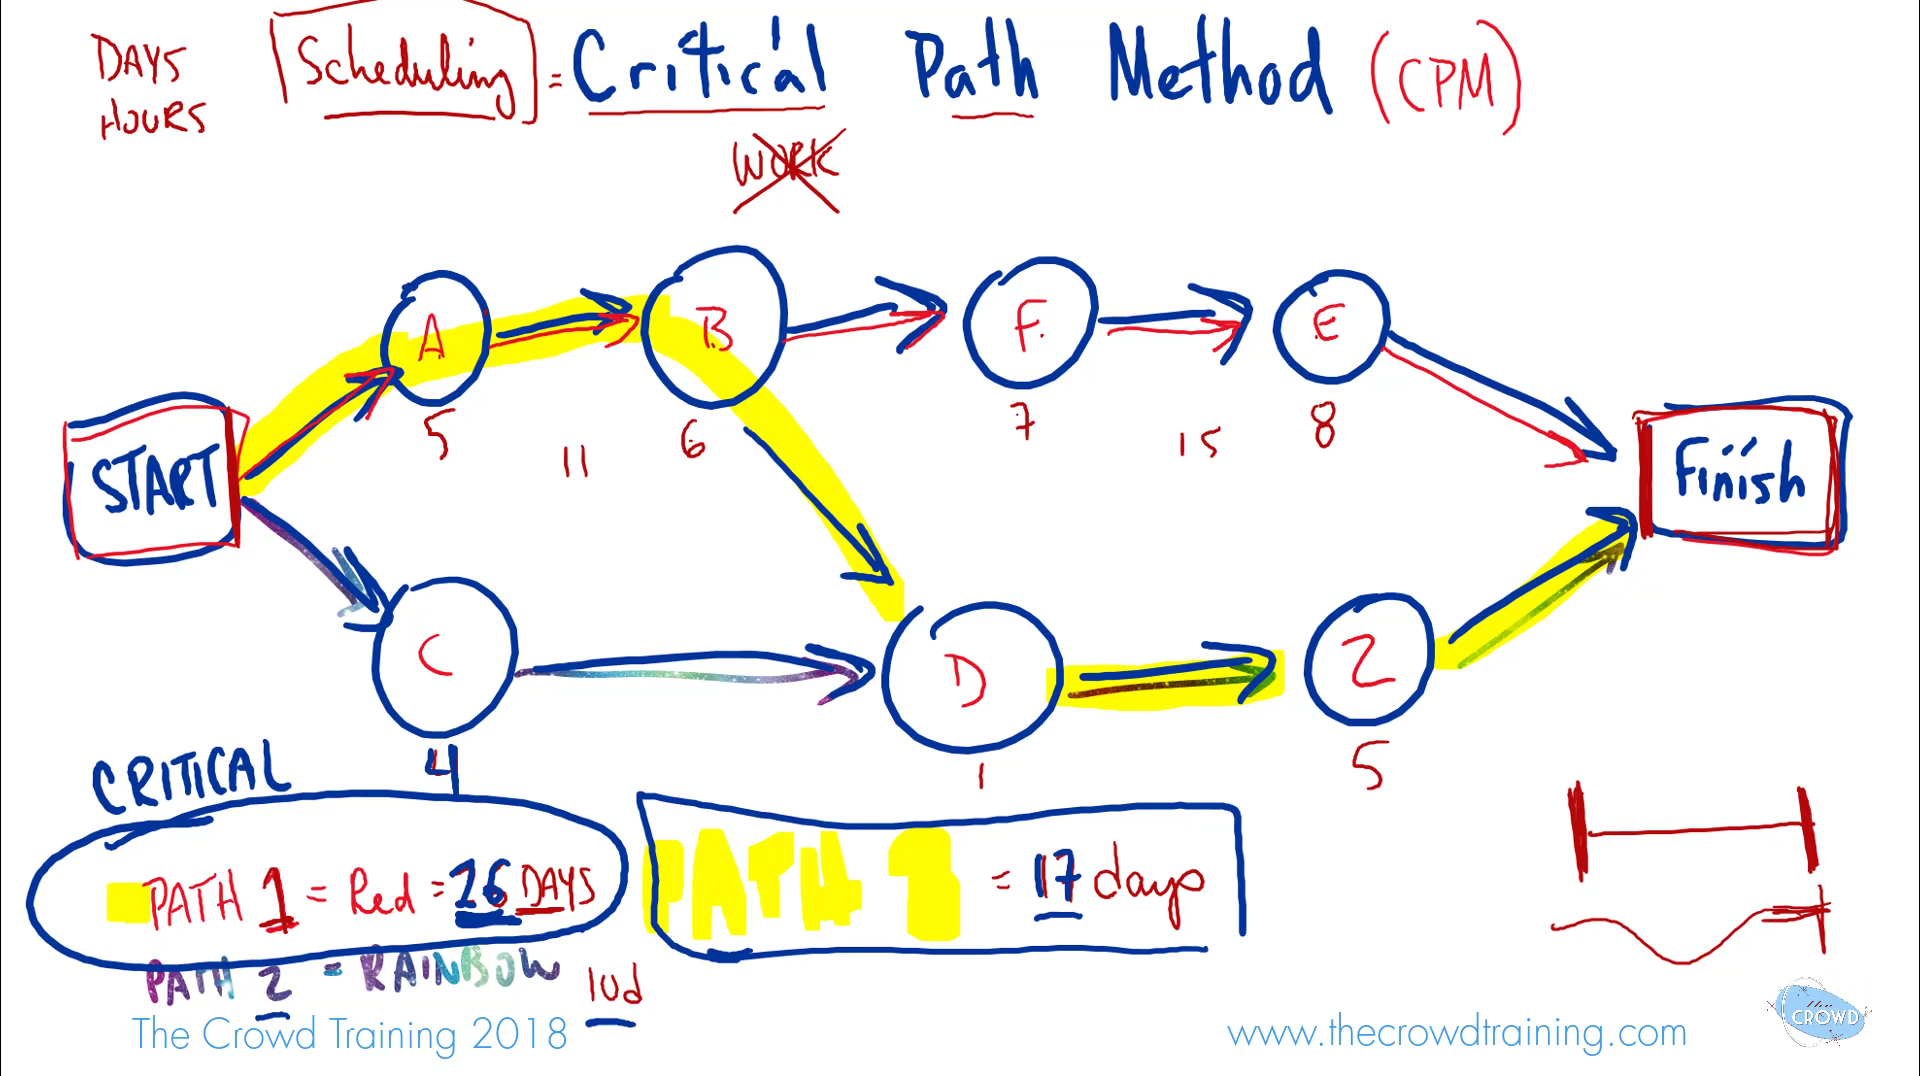 DAYS
HOURS
Scheduling = Critical Path Method (CPM)
WORK
A
B
F
E
5
11
6
7
15
8
START
Finish
C
D
Z
4
1
5
CRITICAL
PATH 1 = Red = 26 DAYS
PATH 3 = 17 days
PATH 2 = RAINBOW 10d
The Crowd Training 2018
www.thecrowdtraining.com
the
CROWD